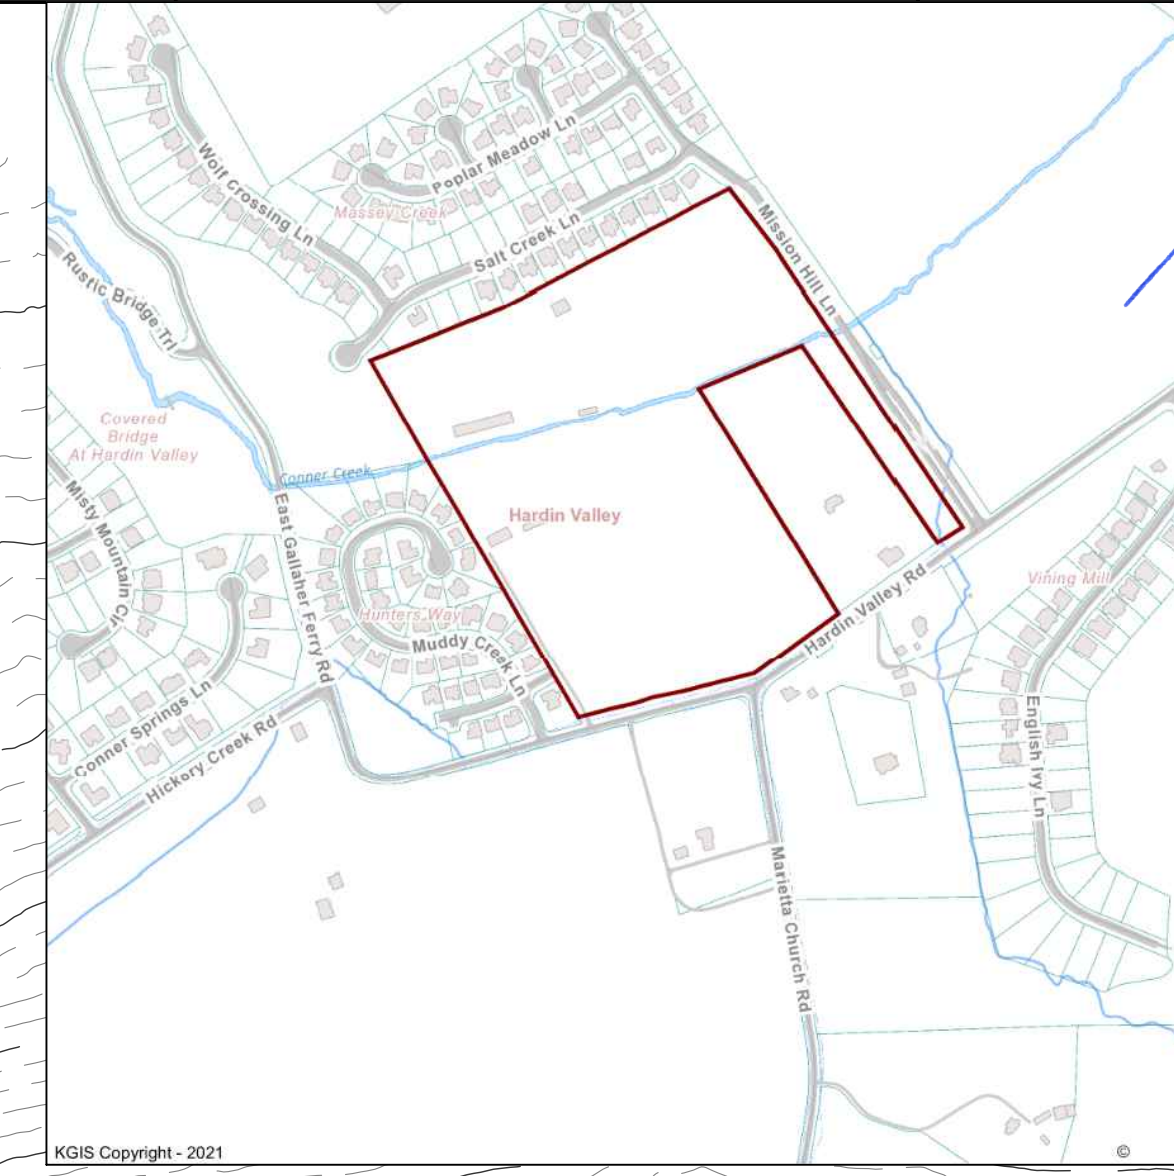 Poplar Meadow Ln
Wolf Crossing Ln
Massey Creek
Salt Creek Ln
Mission Hill Ln
Rustic Bridge Trl
Covered
Bridge
At Hardin Valley
Conner Creek
Misty Mountain Cir
East Gallaher Ferry Rd
Hardin Valley
Hunters Way
Muddy Creek Ln
Hardin Valley Rd
Vining Mill
Conner Springs Ln
Hickory Creek Rd
English Ivy Ln
Marietta Church Rd
KGIS Copyright - 2021
©